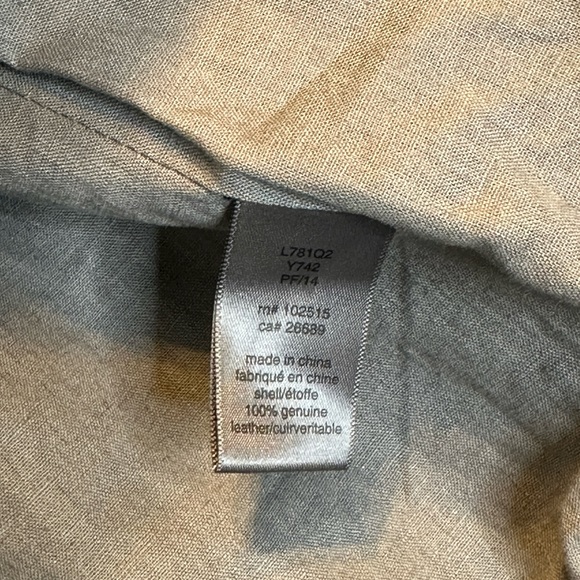 L781Q2
Y742
PF/14
rn# 102515
ca# 26689
made in china
fabriqué en chine
shell/étoffe
100% genuine
leather/cuirveritable